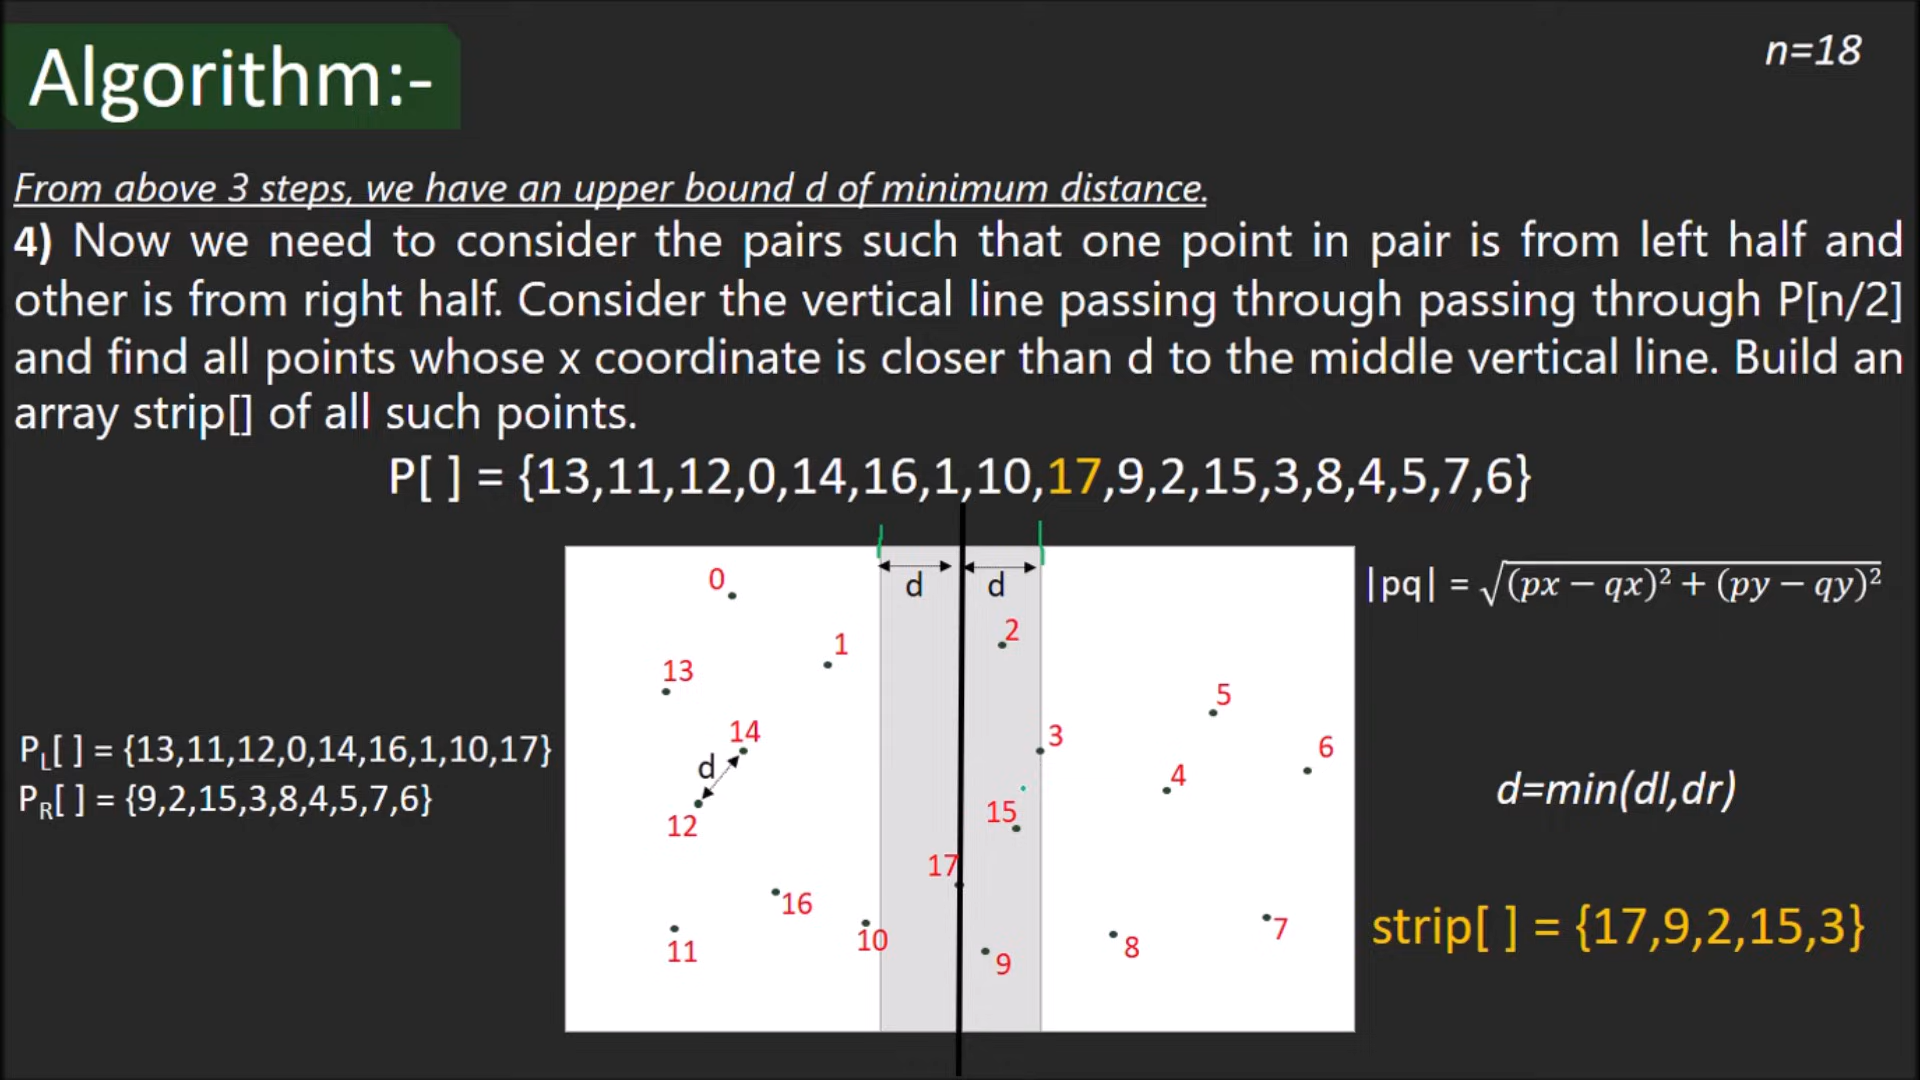 Algorithm:-
n=18
From above 3 steps, we have an upper bound d of minimum distance.
4) Now we need to consider the pairs such that one point in pair is from left half and
other is from right half. Consider the vertical line passing through passing through P[n/2]
and find all points whose x coordinate is closer than d to the middle vertical line. Build an
array strip[] of all such points.
P[ ] = {13,11,12,0,14,16,1,10,17,9,2,15,3,8,4,5,7,6}
d d
0
2
1
13
5
14
3
6
d
4
15
12
17
16
10
11
8
7
9
|pq| = √(px − qx)² + (py − qy)²
P_L[ ] = {13,11,12,0,14,16,1,10,17}
P_R[ ] = {9,2,15,3,8,4,5,7,6}
d=min(dl,dr)
strip[ ] = {17,9,2,15,3}